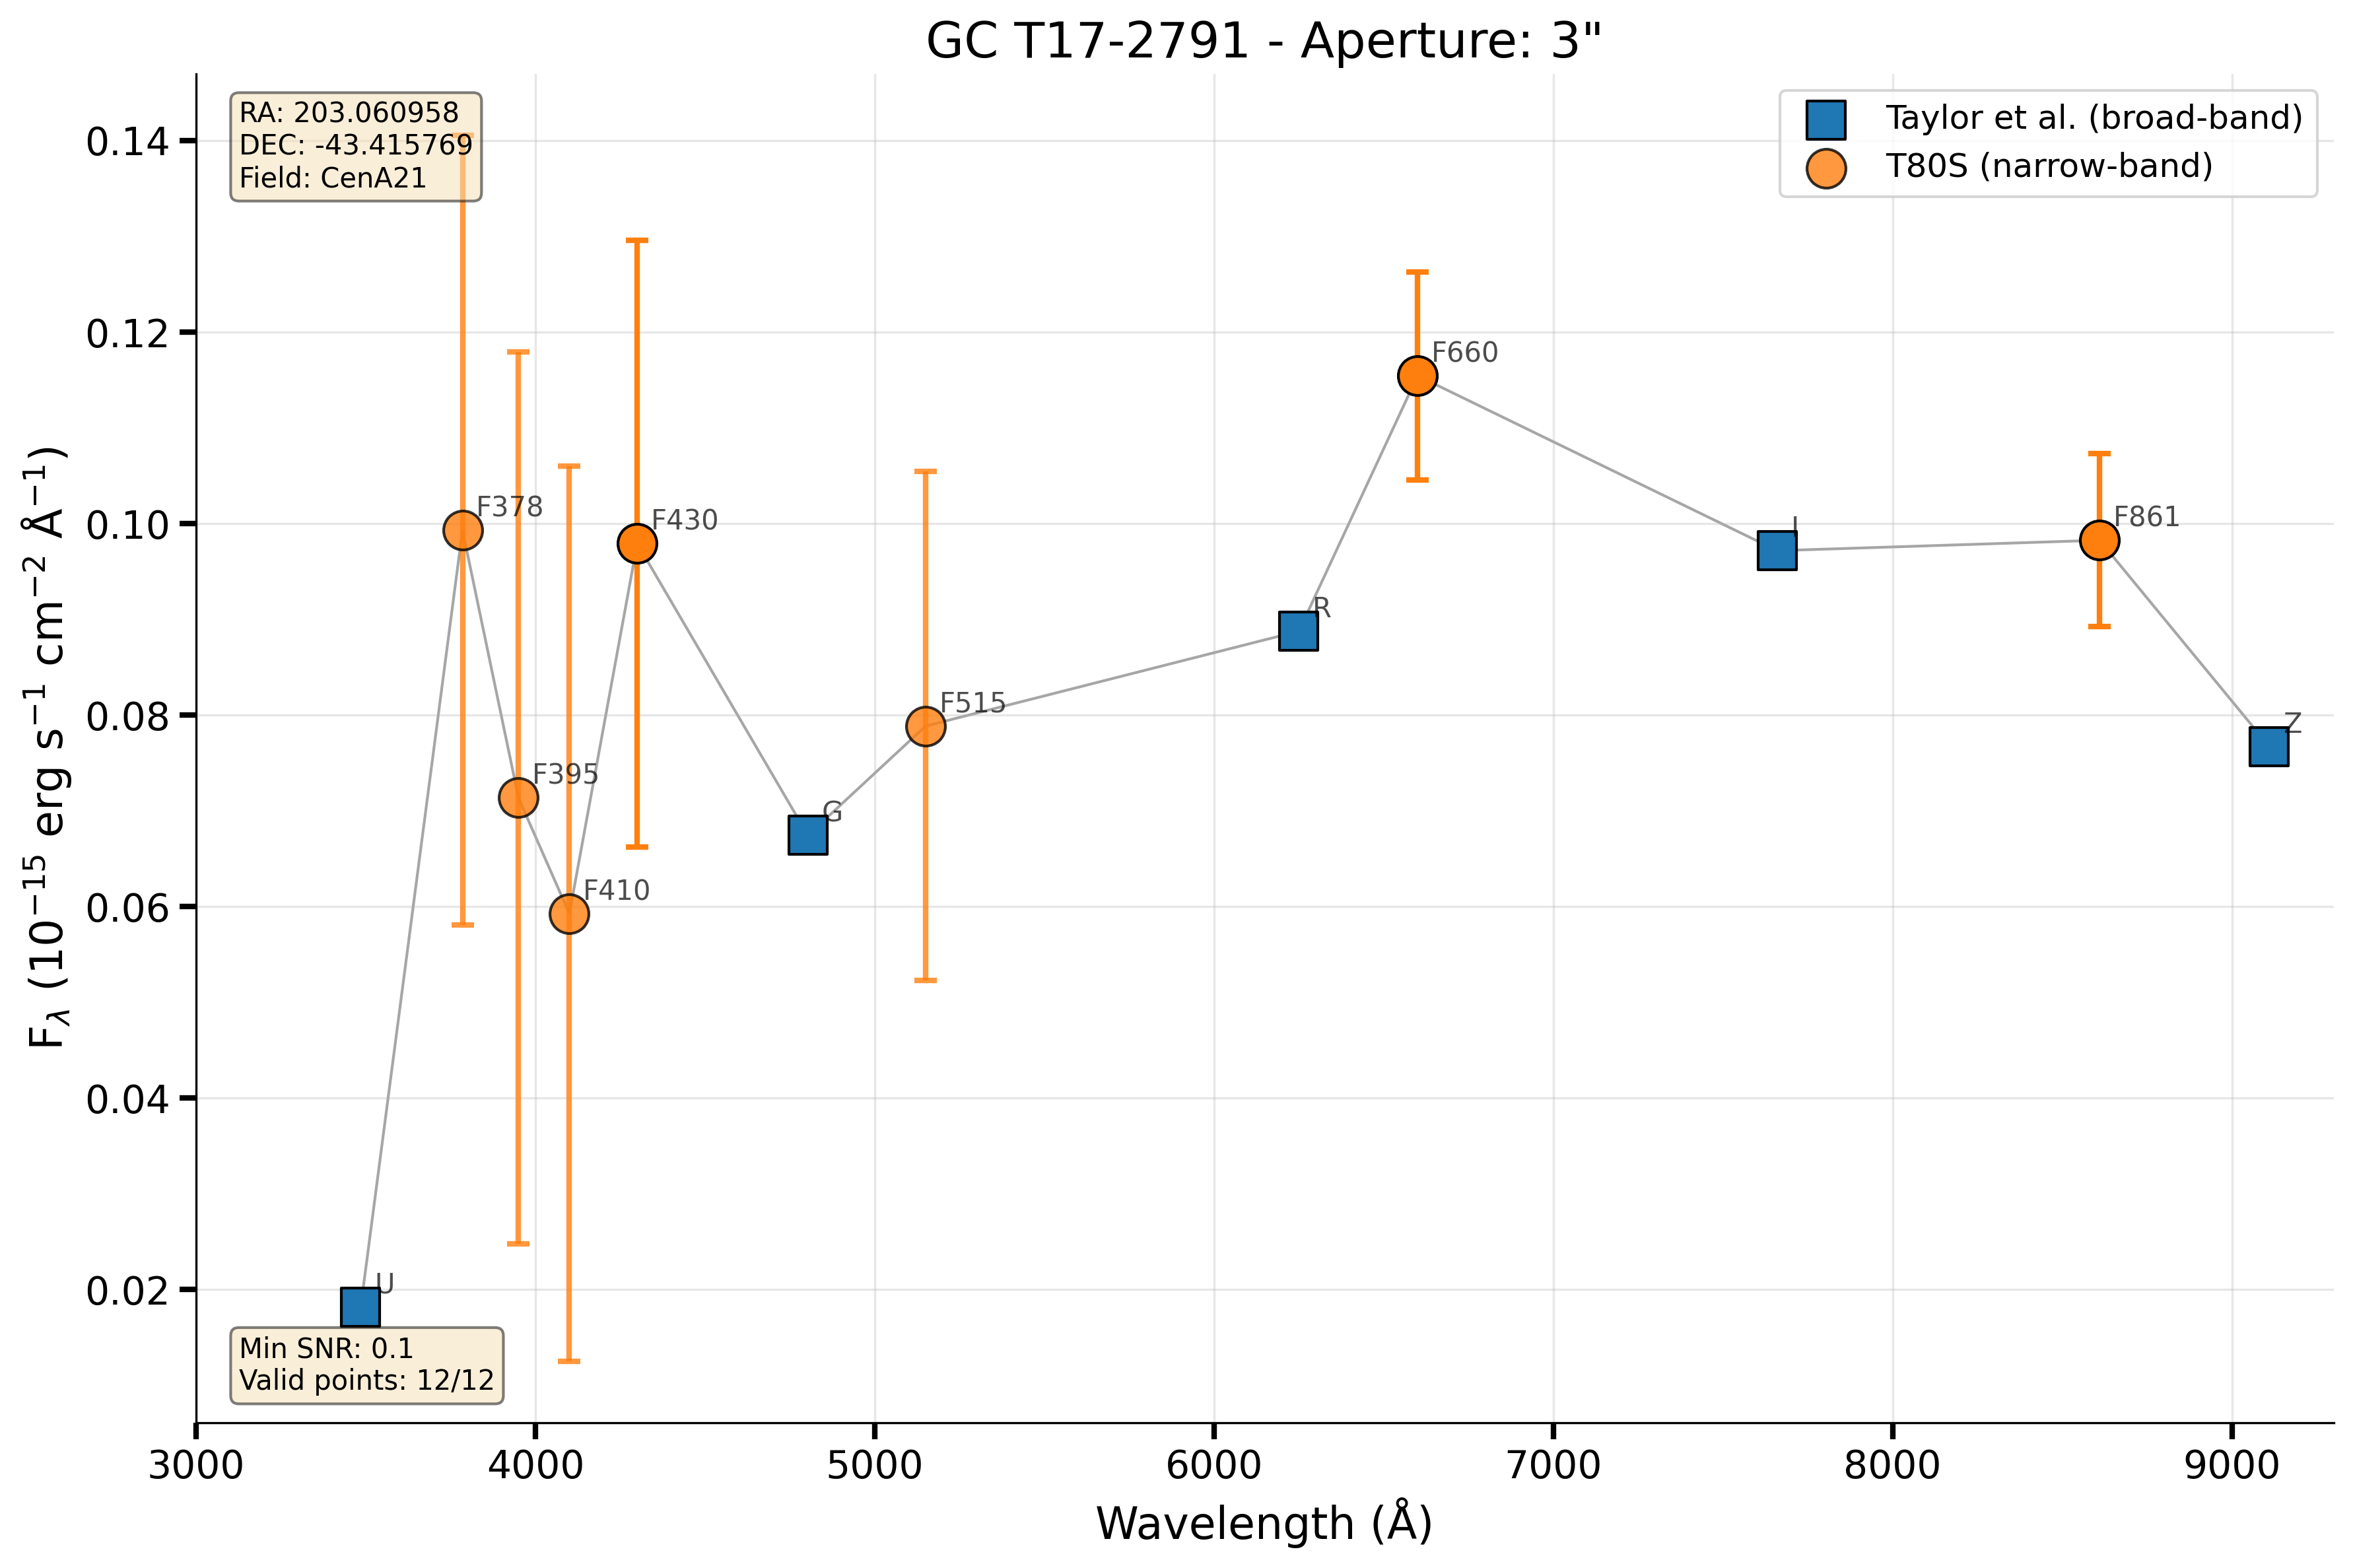 GC T17-2791 - Aperture: 3"
RA: 203.060958
DEC: -43.415769
Field: CenA21
Taylor et al. (broad-band)
T80S (narrow-band)
0.14
0.12
0.10
0.08
0.06
0.04
0.02
F_λ (10⁻¹⁵ erg s⁻¹ cm⁻² Å⁻¹)
U
F378
F395
F410
F430
G
F515
R
F660
I
F861
Z
Min SNR: 0.1
Valid points: 12/12
3000 4000 5000 6000 7000 8000 9000
Wavelength (Å)